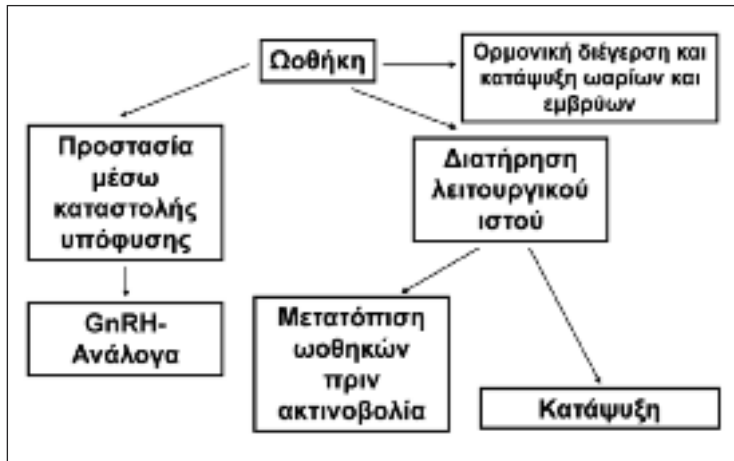 Ωοθήκη
Ορμονική διέγερση και
κατάψυξη ωαρίων και
εμβρύων
Προστασία
μέσω
καταστολής
υπόφυσης
Διατήρηση
λειτουργικού
ιστού
GnRH-
Ανάλογα
Μετατόπιση
ωοθηκών
πριν
ακτινοβολία
Κατάψυξη